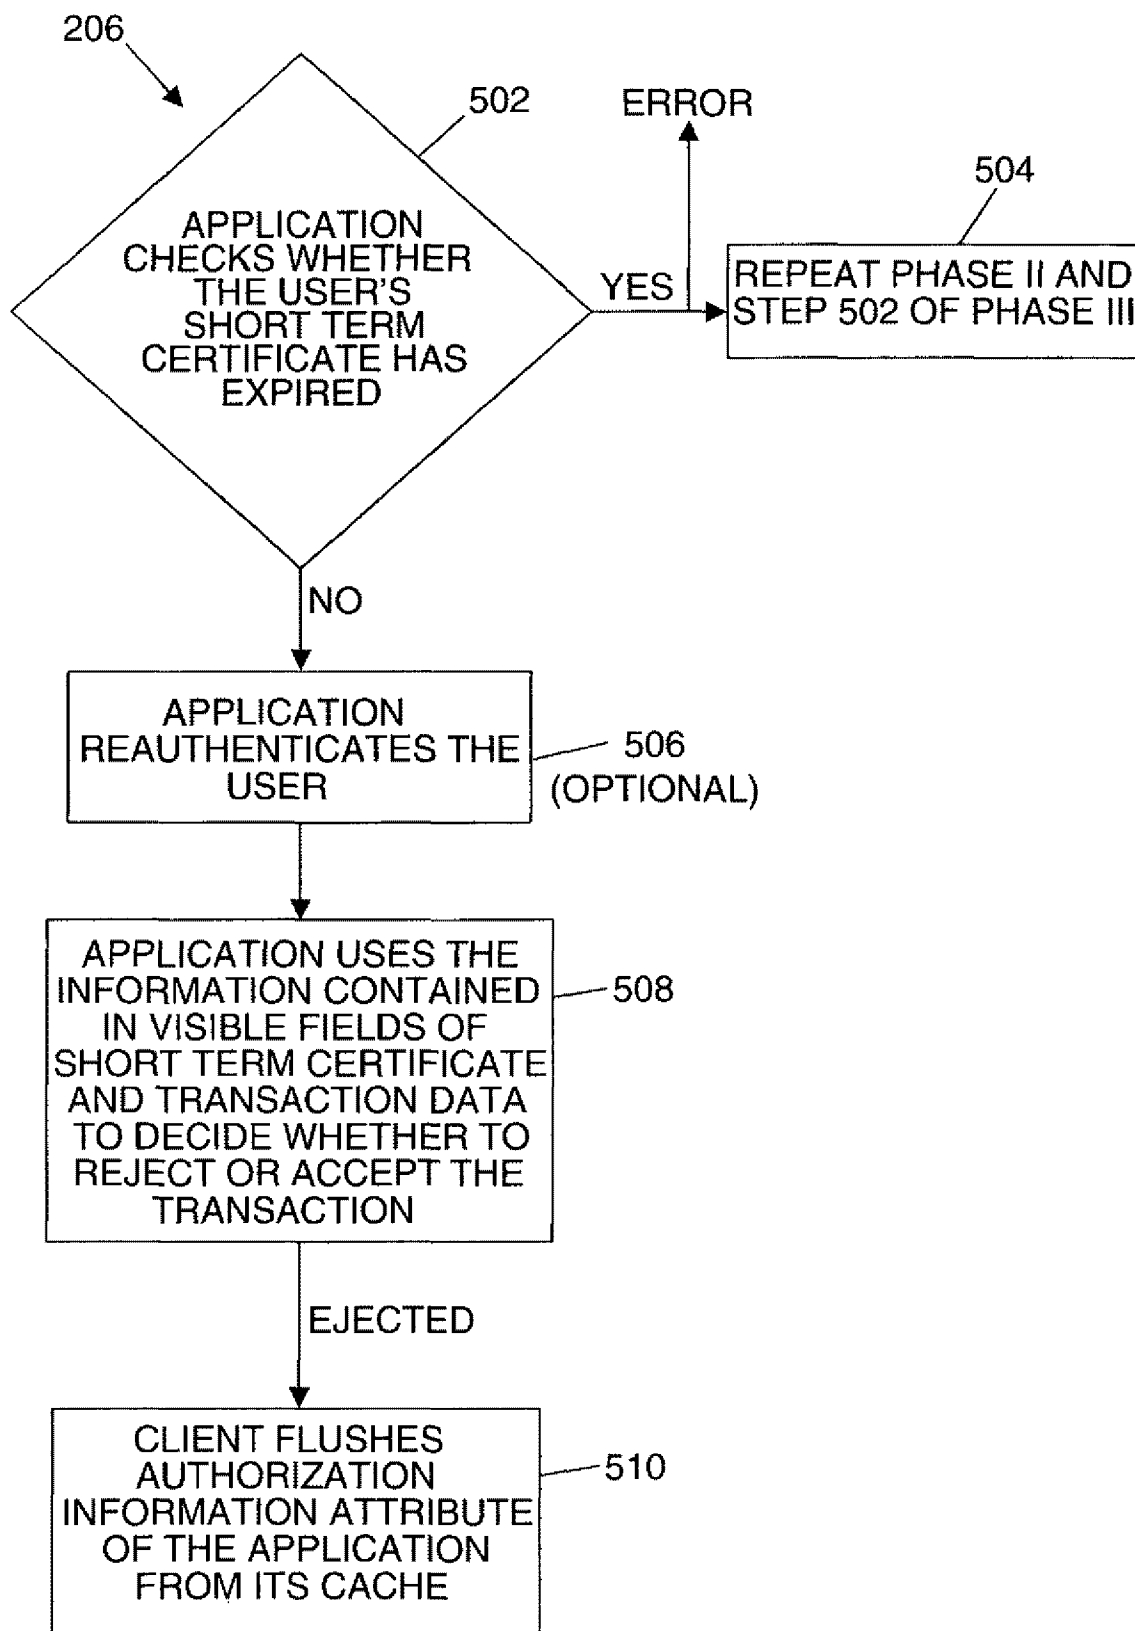 206
502
ERROR
504
APPLICATION
CHECKS WHETHER
THE USER'S
SHORT TERM
CERTIFICATE HAS
EXPIRED
YES
REPEAT PHASE II AND
STEP 502 OF PHASE III
NO
APPLICATION
REAUTHENTICATES THE
USER
506
(OPTIONAL)
APPLICATION USES THE
INFORMATION CONTAINED
IN VISIBLE FIELDS OF
SHORT TERM CERTIFICATE
AND TRANSACTION DATA
TO DECIDE WHETHER TO
REJECT OR ACCEPT THE
TRANSACTION
508
EJECTED
CLIENT FLUSHES
AUTHORIZATION
INFORMATION ATTRIBUTE
OF THE APPLICATION
FROM ITS CACHE
510